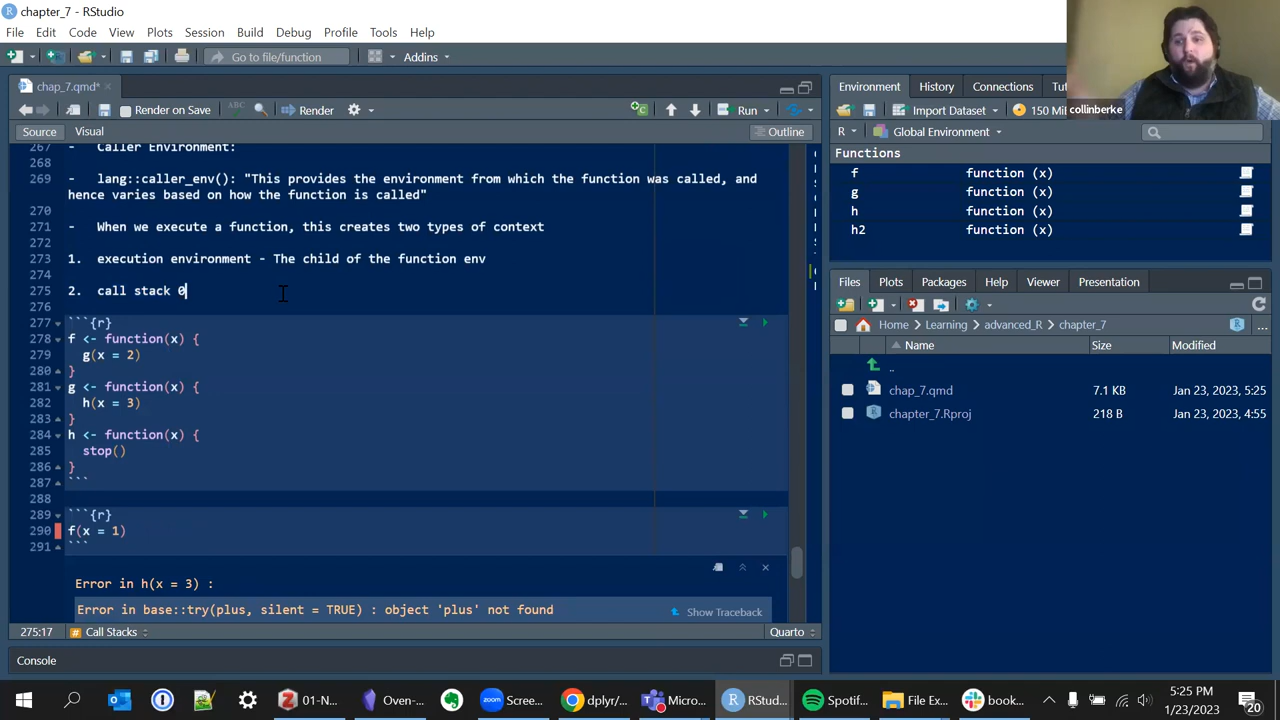 chapter_7 - RStudio
File Edit Code View Plots Session Build Debug Profile Tools Help
Go to file/function Addins
chap_7.qmd*
Render on Save ABC Render Run
Source Visual Outline
267 - Caller Environment:
268
269 - lang::caller_env(): "This provides the environment from which the function was called, and
hence varies based on how the function is called"
270
271 - When we execute a function, this creates two types of context
272
273 1. execution environment - The child of the function env
274
275 2. call stack 0
276
277 ```{r}
278 f <- function(x) {
279 g(x = 2)
280 }
281 g <- function(x) {
282 h(x = 3)
283 }
284 h <- function(x) {
285 stop()
286 }
287 ```
288
289 ```{r}
290 f(x = 1)
291 ```
Error in h(x = 3) :
Error in base::try(plus, silent = TRUE) : object 'plus' not found
Show Traceback
275:17 # Call Stacks Quarto
Console
Environment History Connections Tu
collinberke
Import Dataset 150 Mi
R Global Environment
Functions
f function (x)
g function (x)
h function (x)
h2 function (x)
Files Plots Packages Help Viewer Presentation
Home Learning advanced_R chapter_7 ...
Name Size Modified
..
chap_7.qmd 7.1 KB Jan 23, 2023, 5:25
chapter_7.Rproj 218 B Jan 23, 2023, 4:55
01-N... Oven-... Scree... dplyr/... Micro... RStud... Spotif... File Ex... book... 5:25 PM
1/23/2023 20
zoom